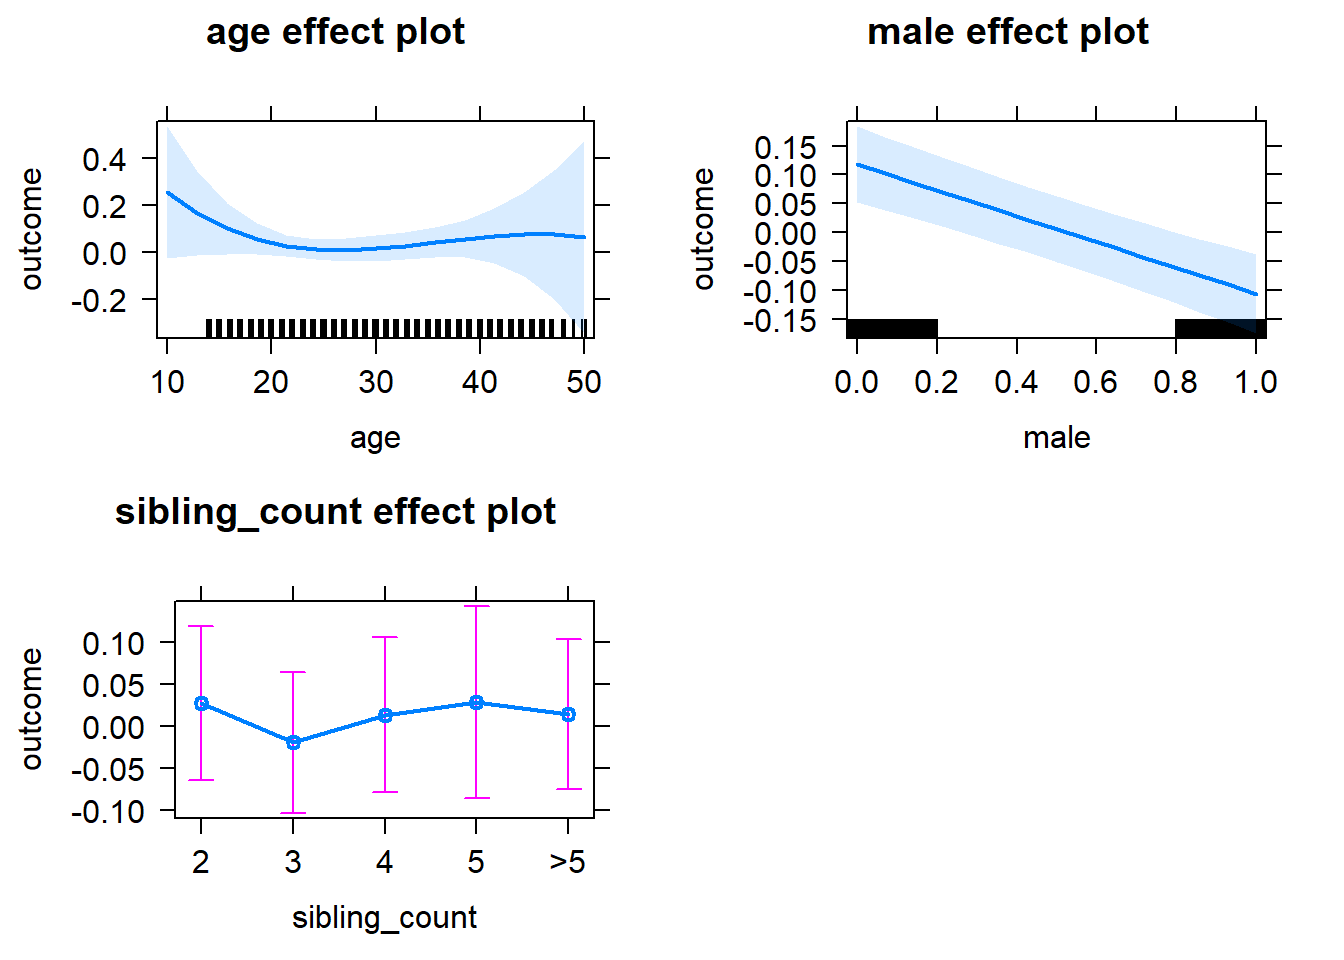 age effect plot
outcome
0.4
0.2
0.0
-0.2
10 20 30 40 50
age
male effect plot
outcome
0.15
0.10
0.05
0.00
-0.05
-0.10
-0.15
0.0 0.2 0.4 0.6 0.8 1.0
male
sibling_count effect plot
outcome
0.10
0.05
0.00
-0.05
-0.10
2 3 4 5 >5
sibling_count